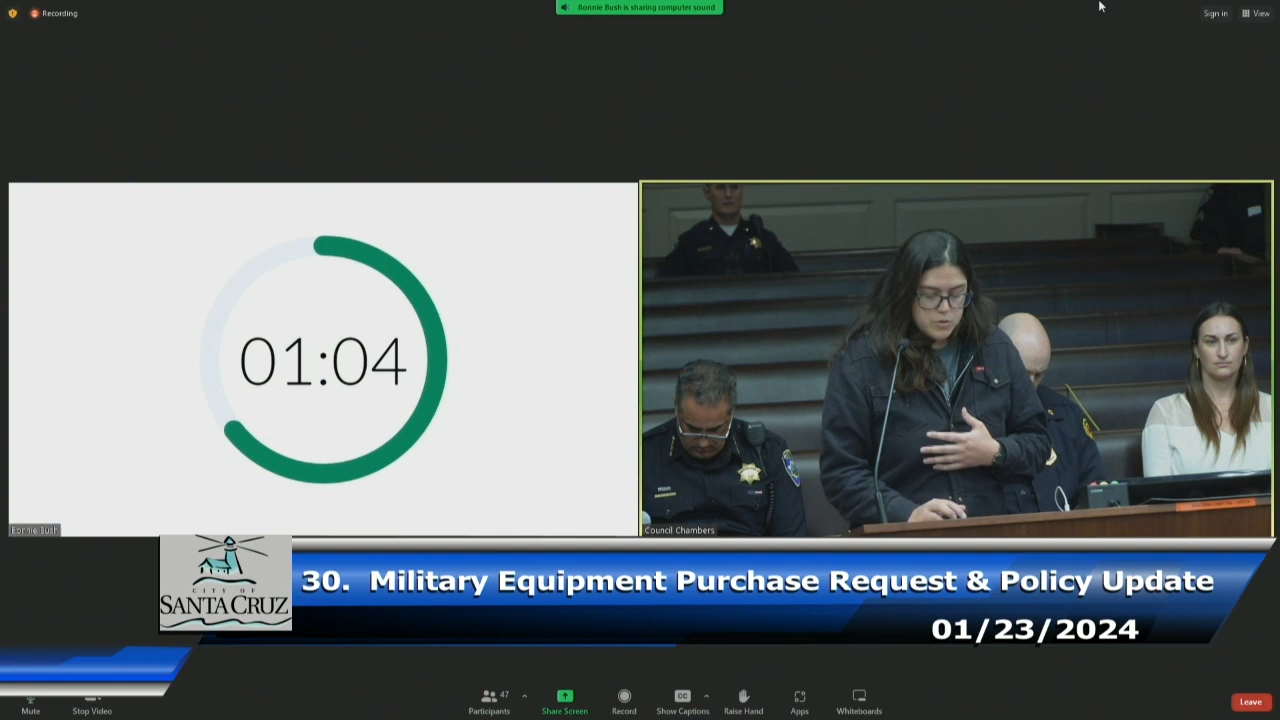 Recording
Bonnie Bush is sharing computer sound
Sign in
View
01:04
Bonnie Bush
Council Chambers
CITY OF
SANTA CRUZ
30. Military Equipment Purchase Request & Policy Update
01/23/2024
Mute
Stop Video
Participants
47
Share Screen
Record
CC
Show Captions
Raise Hand
Apps
Whiteboards
Leave